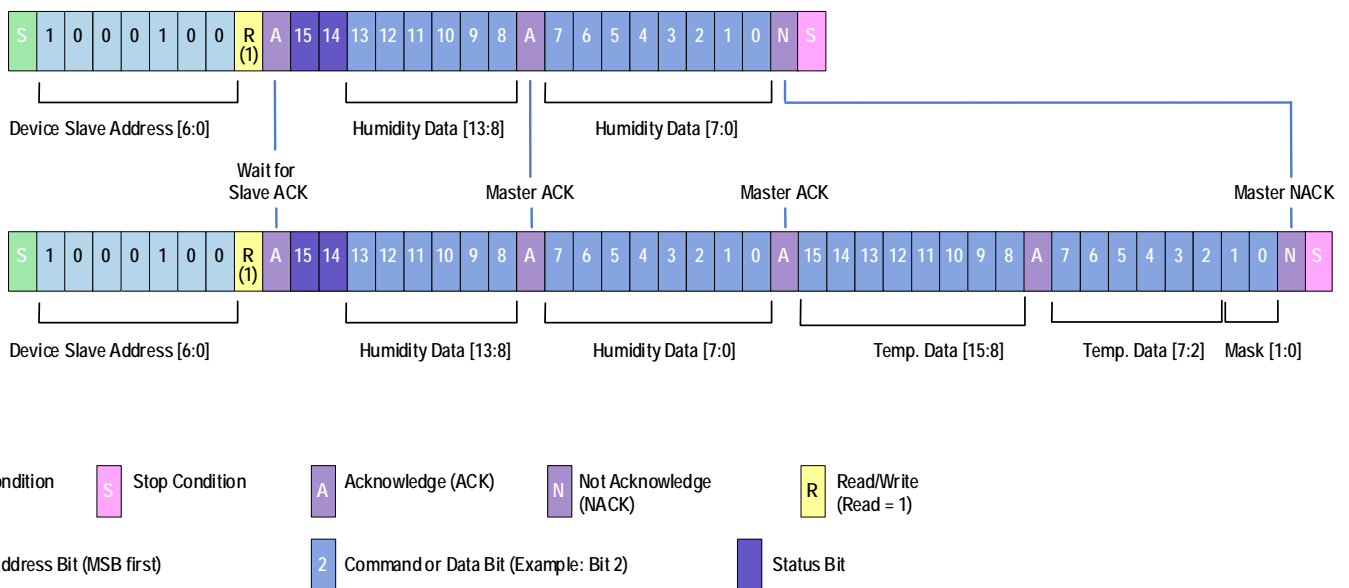 S 1 0 0 0 1 0 0 R (1) A 15 14 13 12 11 10 9 8 A 7 6 5 4 3 2 1 0 N S
Device Slave Address [6:0] Humidity Data [13:8] Humidity Data [7:0]
Wait for
Slave ACK Master ACK Master ACK Master NACK
S 1 0 0 0 1 0 0 R (1) A 15 14 13 12 11 10 9 8 A 7 6 5 4 3 2 1 0 A 15 14 13 12 11 10 9 8 A 7 6 5 4 3 2 1 0 N S
Device Slave Address [6:0] Humidity Data [13:8] Humidity Data [7:0] Temp. Data [15:8] Temp. Data [7:2] Mask [1:0]
ondition S Stop Condition A Acknowledge (ACK) N Not Acknowledge
(NACK) R Read/Write
(Read = 1)
ddress Bit (MSB first) 2 Command or Data Bit (Example: Bit 2) Status Bit